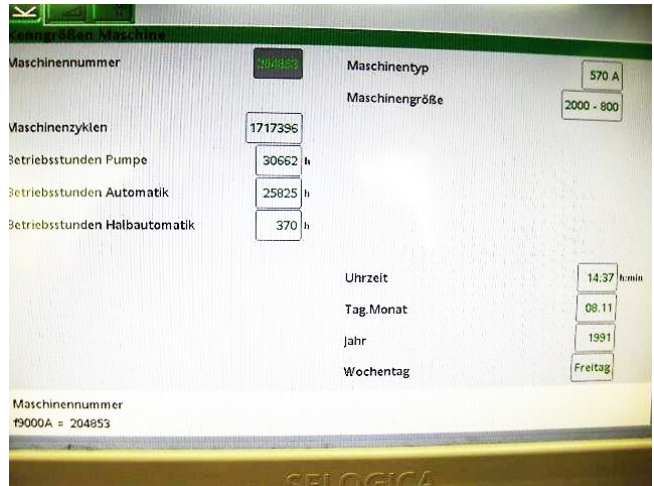 Kenngrößen Maschine
Maschinennummer 204853
Maschinentyp 570 A
Maschinengröße 2000 - 800
Maschinenzyklen 1717396
Betriebsstunden Pumpe 30662 h
Betriebsstunden Automatik 25825 h
Betriebsstunden Halbautomatik 370 h
Uhrzeit 14:37 h:min
Tag.Monat 08.11
Jahr 1991
Wochentag Freitag
Maschinennummer
f9000A = 204853
SELOGICA